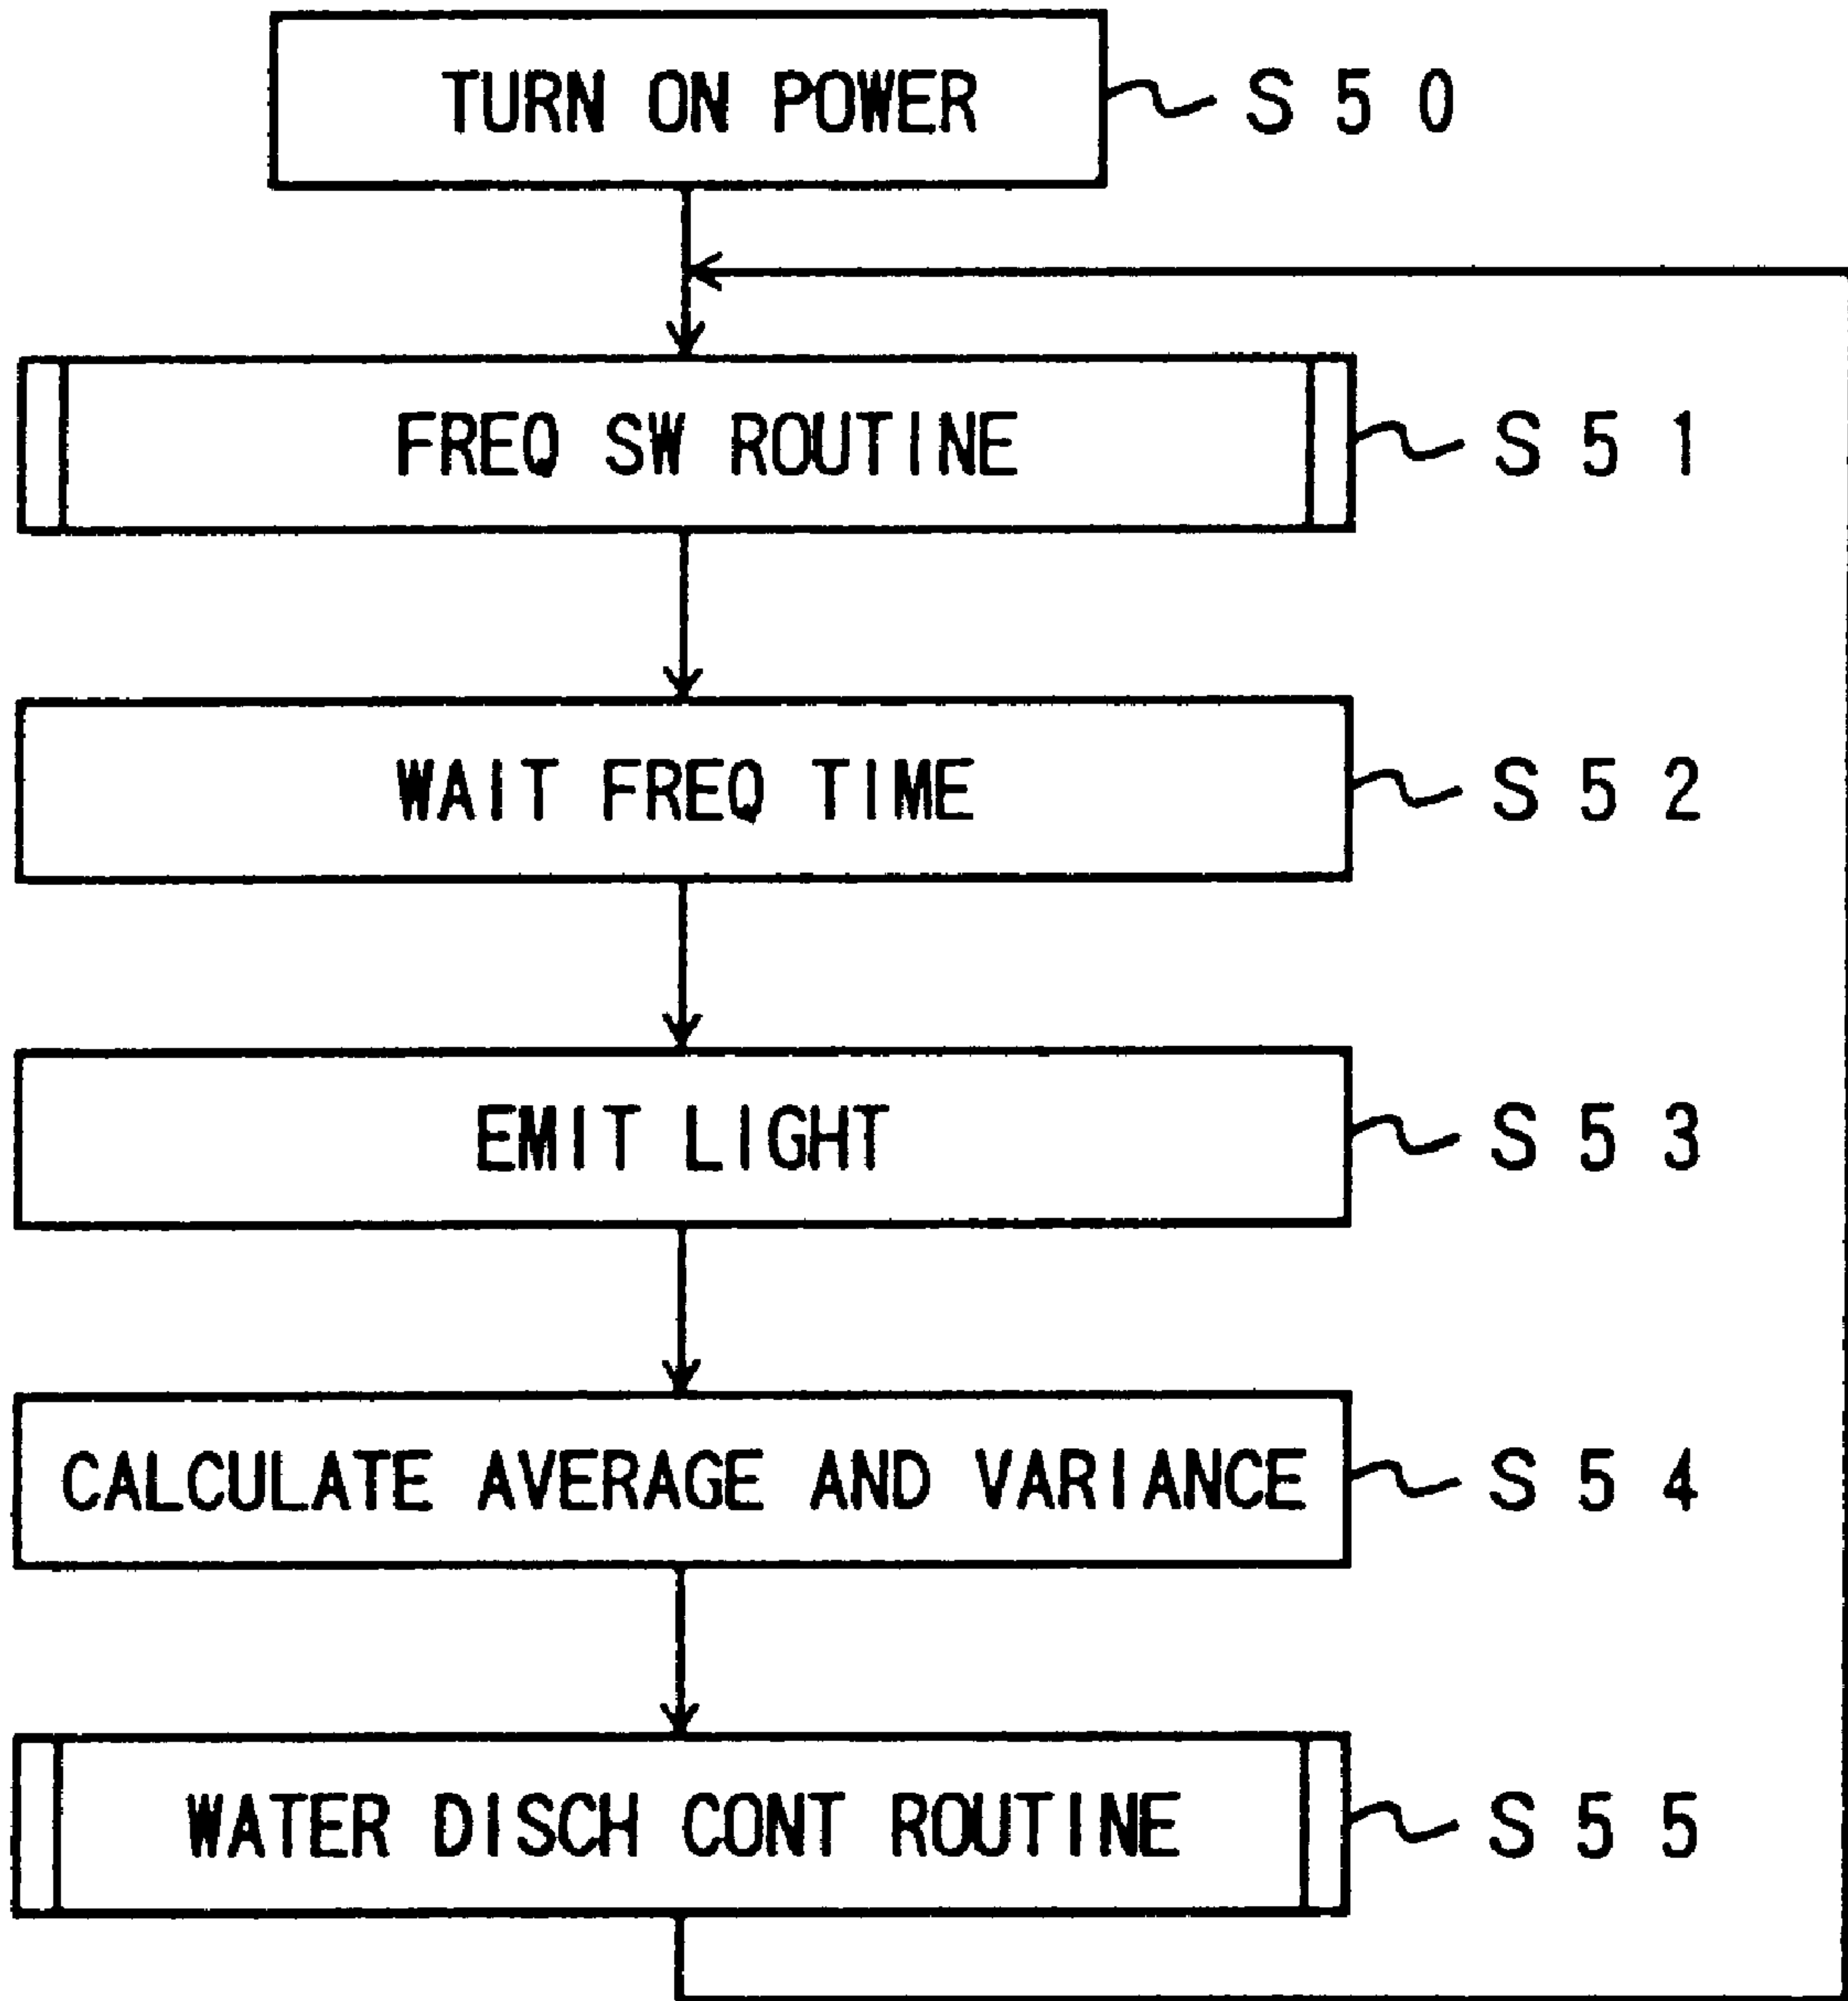 TURN ON POWER S50
FREQ SW ROUTINE S51
WAIT FREQ TIME S52
EMIT LIGHT S53
CALCULATE AVERAGE AND VARIANCE S54
WATER DISCH CONT ROUTINE S55